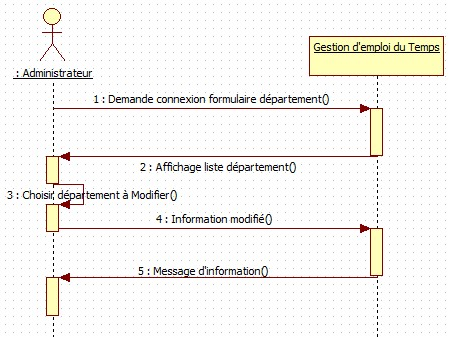 Gestion d'emploi du Temps
: Administrateur
1 : Demande connexion formulaire département()
2 : Affichage liste département()
3 : Choisir département à Modifier()
4 : Information modifié()
5 : Message d'information()